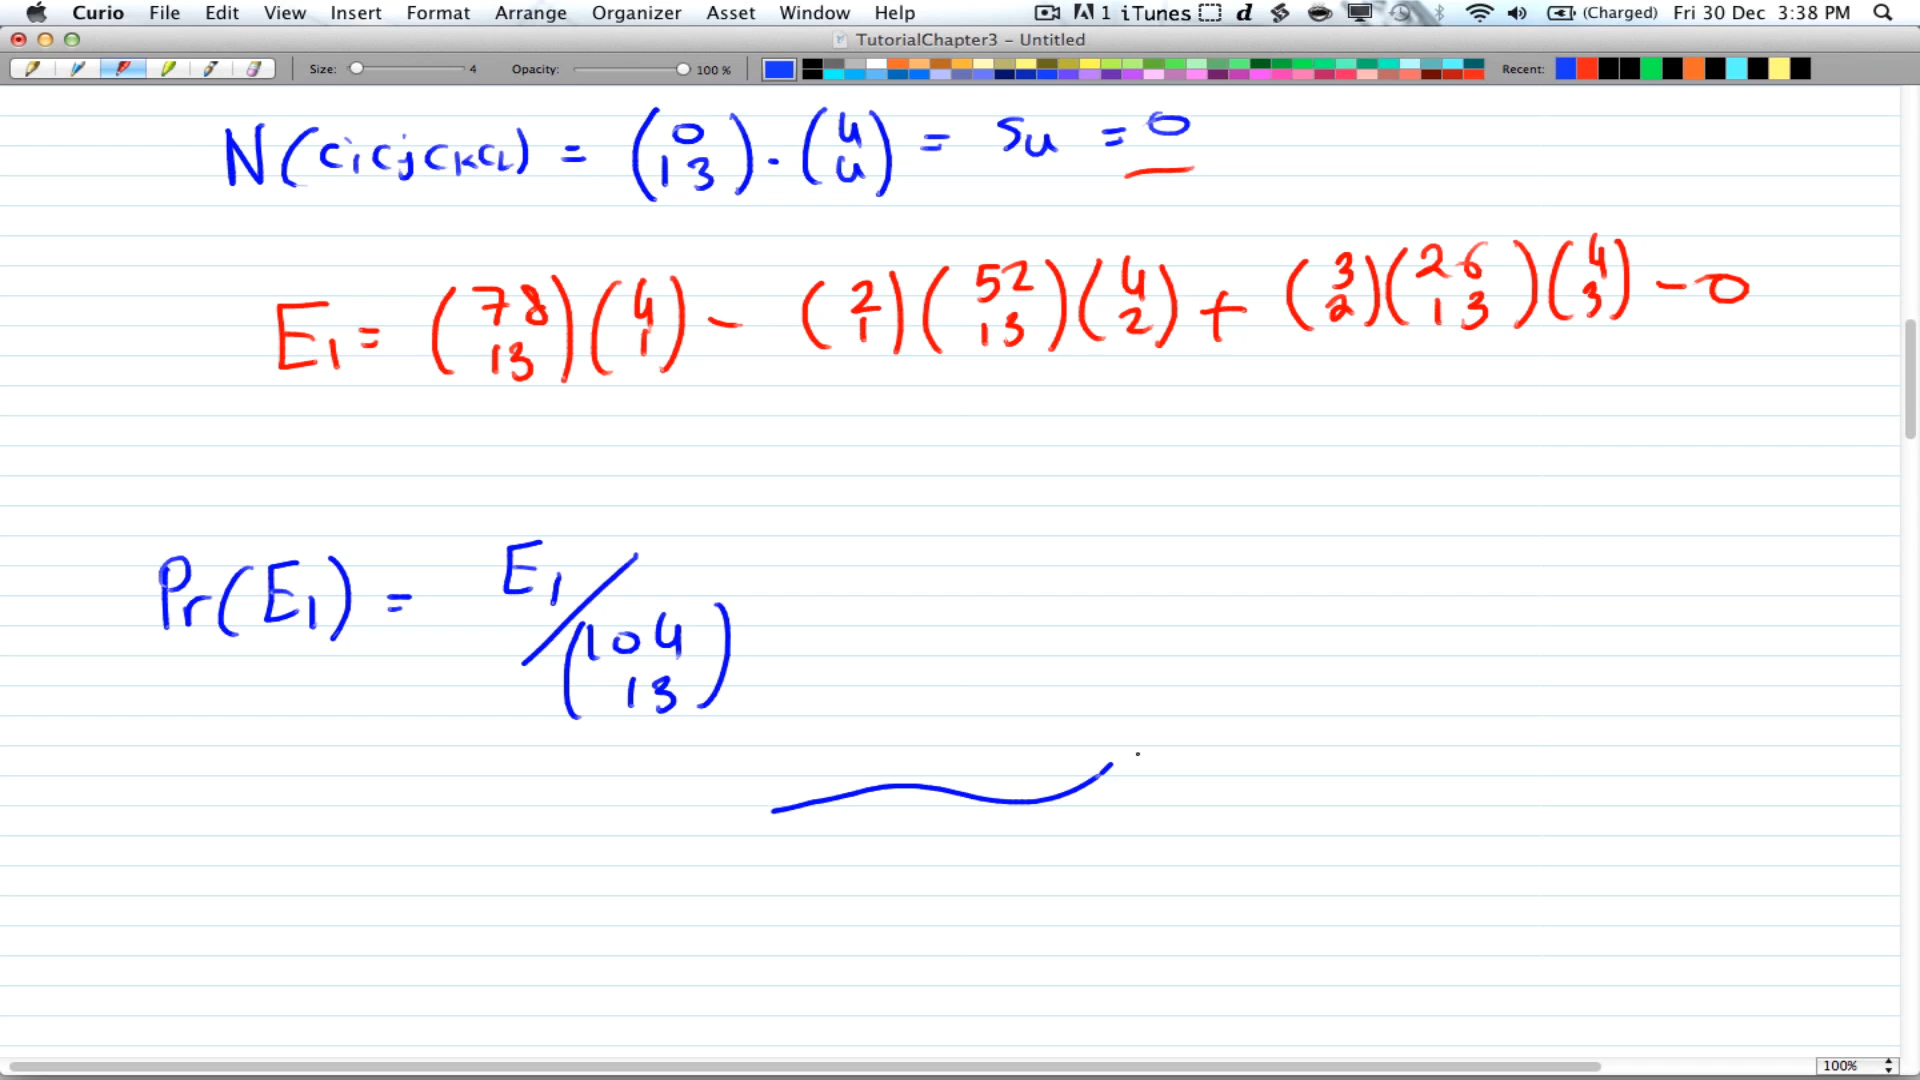 Curio File Edit View Insert Format Arrange Organizer Asset Window Help 1 iTunes d (Charged) Fri 30 Dec 3:38 PM
TutorialChapter3 – Untitled
Size: 4 Opacity: 100 % Recent:
N(CiCjCkCL) = (0 13) · (4 4) = S4 = 0
E1 = (78 13)(4 1) - (2 1)(52 13)(4 2) + (3 2)(26 13)(4 3) - 0
Pr(E1) = E1 / (104 13)
100%